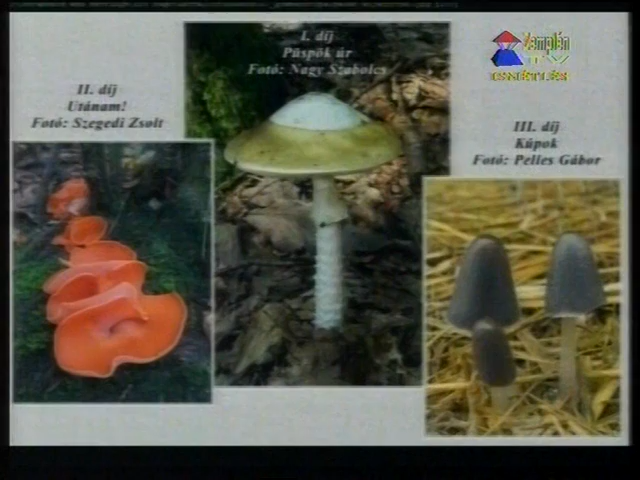 I. díj
Püspök úr
Fotó: Nagy Szabolcs
II. díj
Utánam!
Fotó: Szegedi Zsolt
III. díj
Kúpok
Fotó: Pelles Gábor
Zemplén
TV